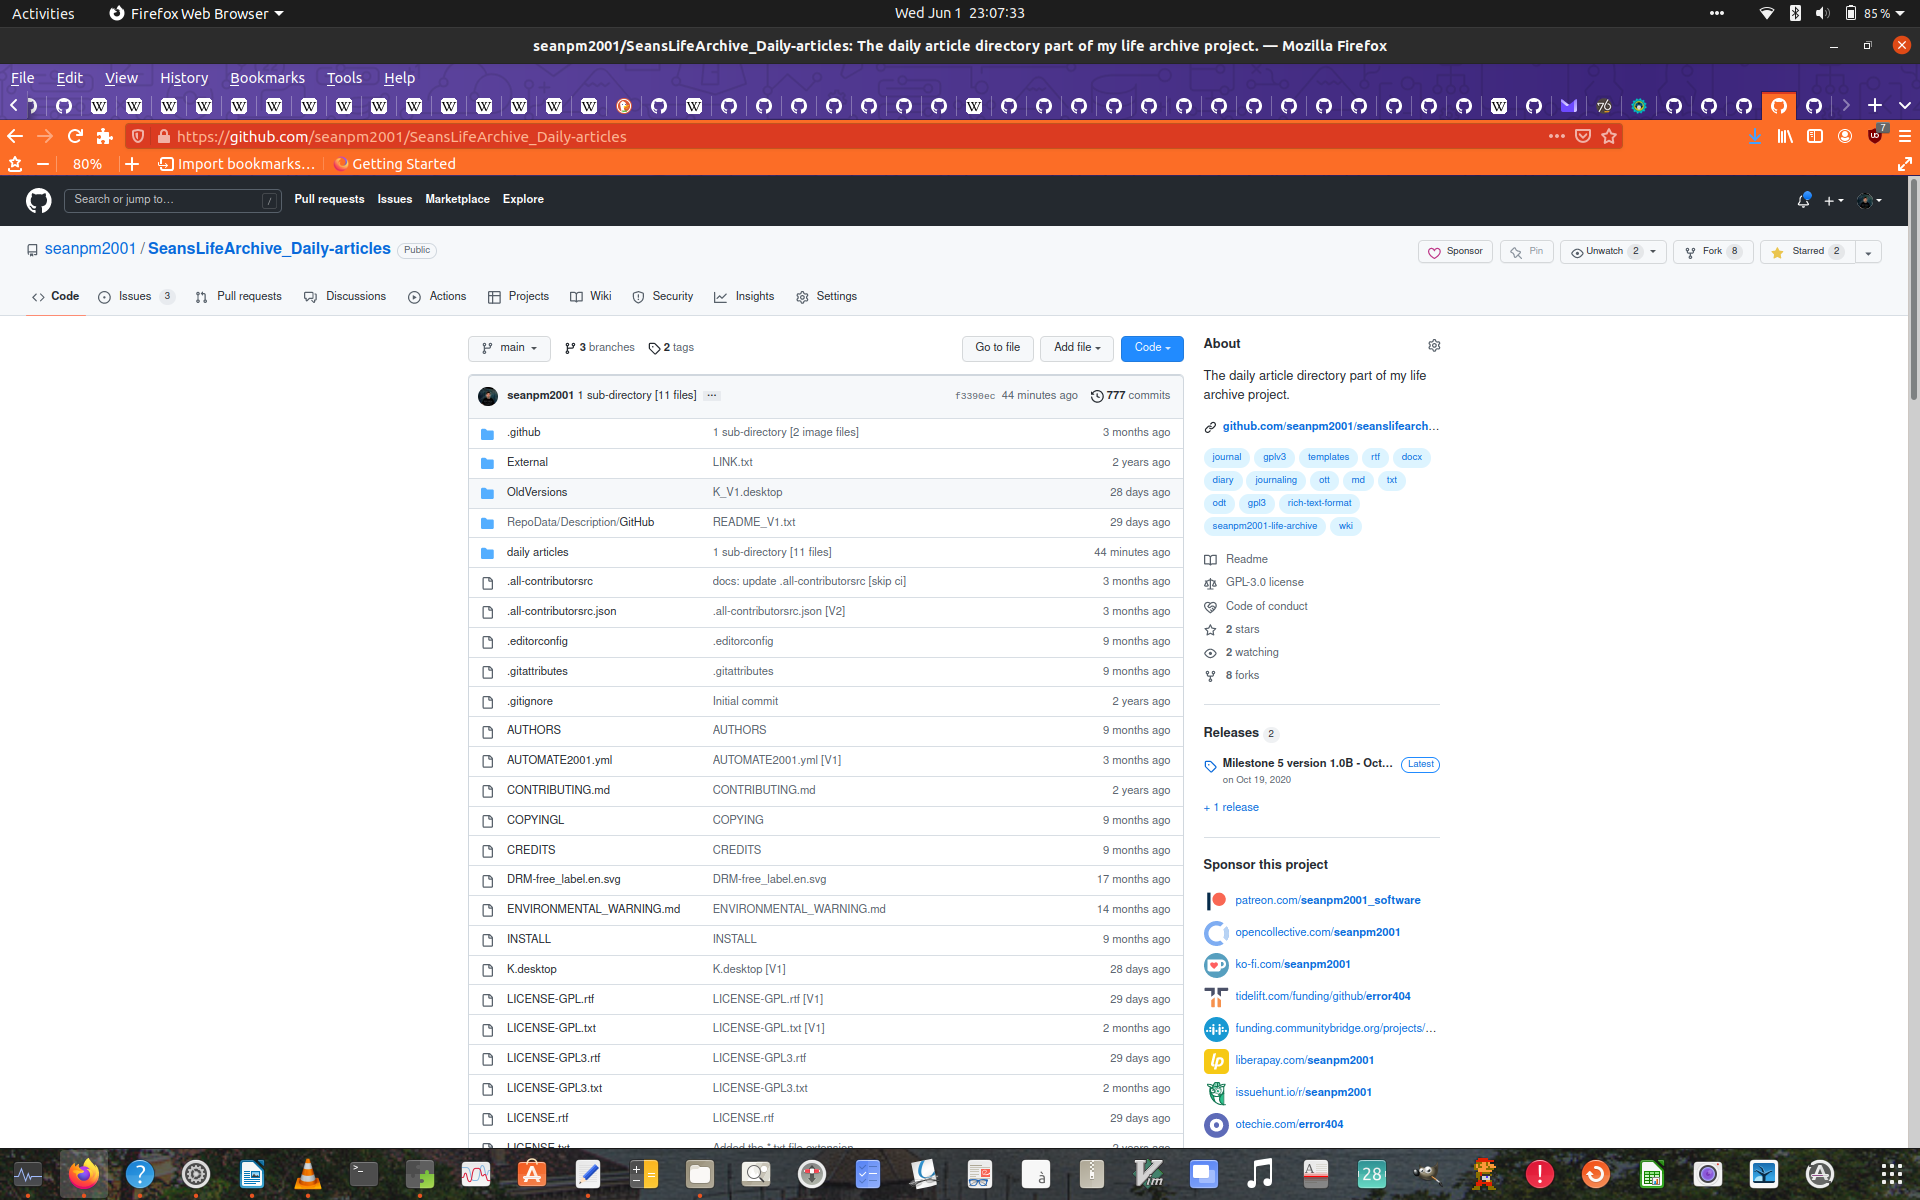 Activities Firefox Web Browser Wed Jun 1 23:07:33 85 %
seanpm2001/SeansLifeArchive_Daily-articles: The daily article directory part of my life archive project. — Mozilla Firefox
File Edit View History Bookmarks Tools Help
https://github.com/seanpm2001/SeansLifeArchive_Daily-articles 7
80% Import bookmarks... Getting Started
Search or jump to... / Pull requests Issues Marketplace Explore
seanpm2001 / SeansLifeArchive_Daily-articles Public
Sponsor Pin Unwatch 2 Fork 8 Starred 2
Code Issues 3 Pull requests Discussions Actions Projects Wiki Security Insights Settings
main 3 branches 2 tags Go to file Add file Code
seanpm2001 1 sub-directory [11 files] ... f3390ec 44 minutes ago 777 commits
.github 1 sub-directory [2 image files] 3 months ago
External LINK.txt 2 years ago
OldVersions K_V1.desktop 28 days ago
RepoData/Description/GitHub README_V1.txt 29 days ago
daily articles 1 sub-directory [11 files] 44 minutes ago
.all-contributorsrc docs: update .all-contributorsrc [skip ci] 3 months ago
.all-contributorsrc.json .all-contributorsrc.json [V2] 3 months ago
.editorconfig .editorconfig 9 months ago
.gitattributes .gitattributes 9 months ago
.gitignore Initial commit 2 years ago
AUTHORS AUTHORS 9 months ago
AUTOMATE2001.yml AUTOMATE2001.yml [V1] 3 months ago
CONTRIBUTING.md CONTRIBUTING.md 2 years ago
COPYINGL COPYING 9 months ago
CREDITS CREDITS 9 months ago
DRM-free_label.en.svg DRM-free_label.en.svg 17 months ago
ENVIRONMENTAL_WARNING.md ENVIRONMENTAL_WARNING.md 14 months ago
INSTALL INSTALL 9 months ago
K.desktop K.desktop [V1] 28 days ago
LICENSE-GPL.rtf LICENSE-GPL.rtf [V1] 29 days ago
LICENSE-GPL.txt LICENSE-GPL.txt [V1] 2 months ago
LICENSE-GPL3.rtf LICENSE-GPL3.rtf 29 days ago
LICENSE-GPL3.txt LICENSE-GPL3.txt 2 months ago
LICENSE.rtf LICENSE.rtf 29 days ago
LICENSE.txt Added the *.txt file extension 2 years ago
About
The daily article directory part of my life
archive project.
github.com/seanpm2001/seanslifearch...
journal gplv3 templates rtf docx
diary journaling ott md txt
odt gpl3 rich-text-format
seanpm2001-life-archive wki
Readme
GPL-3.0 license
Code of conduct
2 stars
2 watching
8 forks
Releases 2
Milestone 5 version 1.0B - Oct... Latest
on Oct 19, 2020
+ 1 release
Sponsor this project
patreon.com/seanpm2001_software
opencollective.com/seanpm2001
ko-fi.com/seanpm2001
tidelift.com/funding/github/error404
funding.communitybridge.org/projects/...
liberapay.com/seanpm2001
issuehunt.io/r/seanpm2001
otechie.com/error404